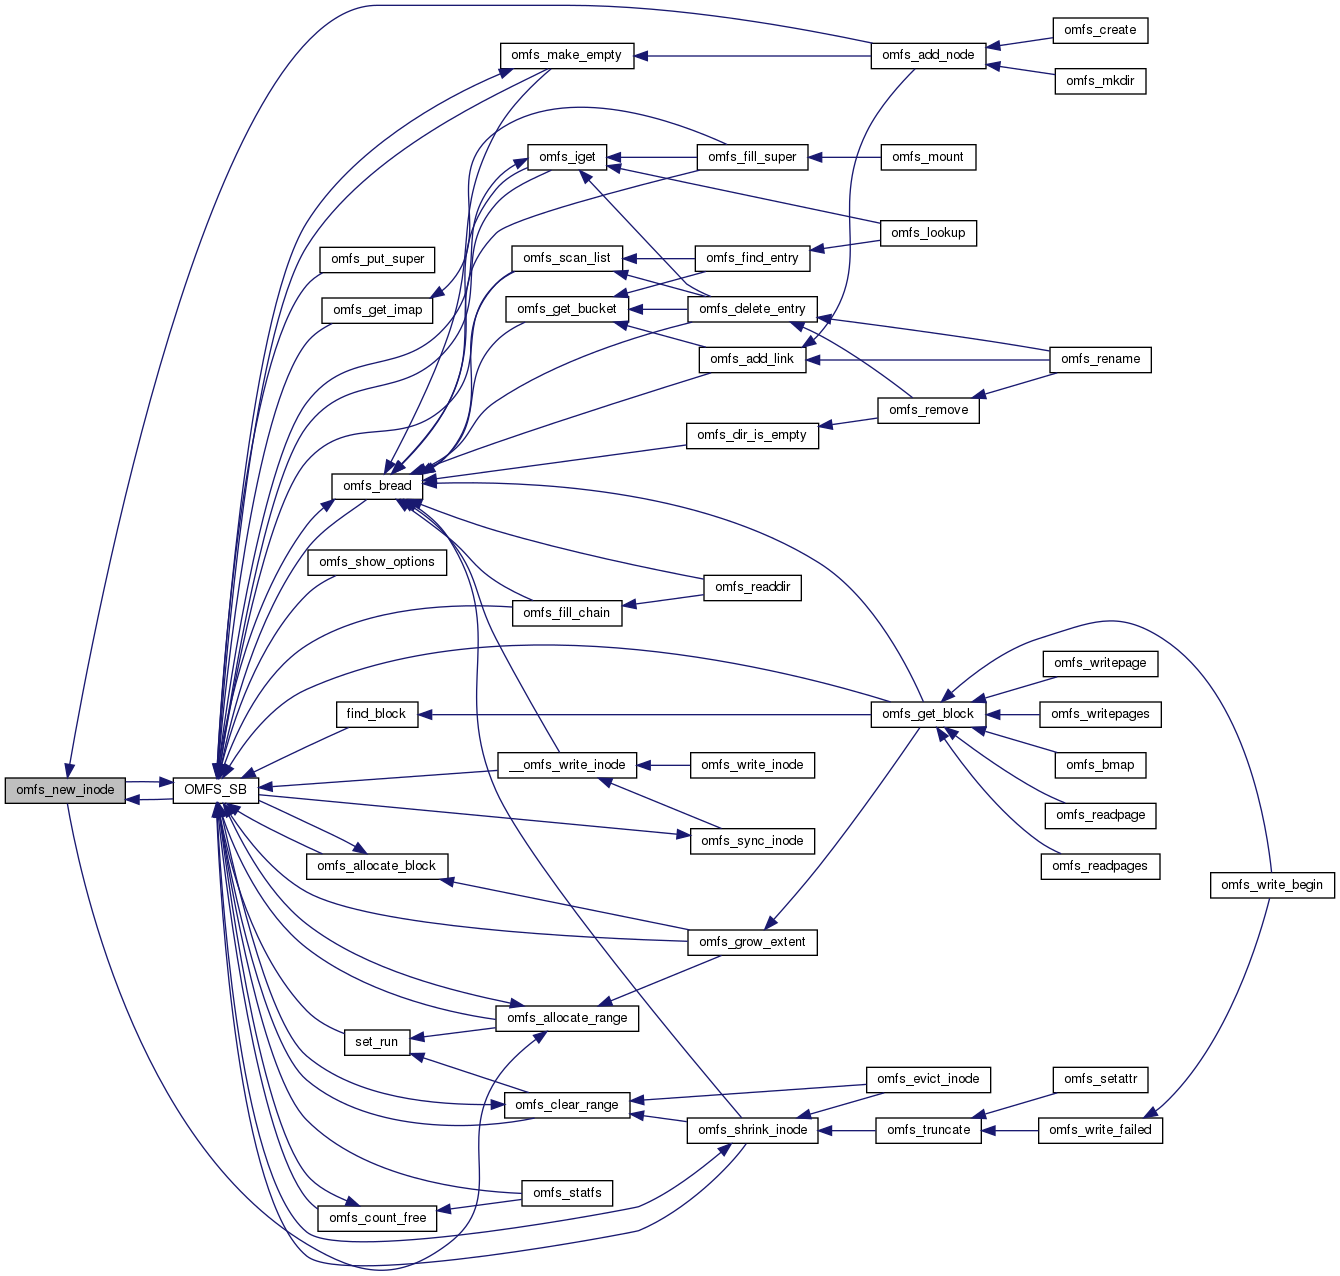 omfs_create
omfs_make_empty
omfs_add_node
omfs_mkdir
omfs_iget
omfs_fill_super
omfs_mount
omfs_lookup
omfs_put_super
omfs_scan_list
omfs_find_entry
omfs_get_imap
omfs_get_bucket
omfs_delete_entry
omfs_add_link
omfs_rename
omfs_remove
omfs_dir_is_empty
omfs_bread
omfs_show_options
omfs_readdir
omfs_fill_chain
omfs_writepage
find_block
omfs_get_block
omfs_writepages
__omfs_write_inode
omfs_write_inode
omfs_bmap
omfs_new_inode
OMFS_SB
omfs_readpage
omfs_sync_inode
omfs_allocate_block
omfs_readpages
omfs_write_begin
omfs_grow_extent
omfs_allocate_range
set_run
omfs_evict_inode
omfs_setattr
omfs_clear_range
omfs_shrink_inode
omfs_truncate
omfs_write_failed
omfs_statfs
omfs_count_free